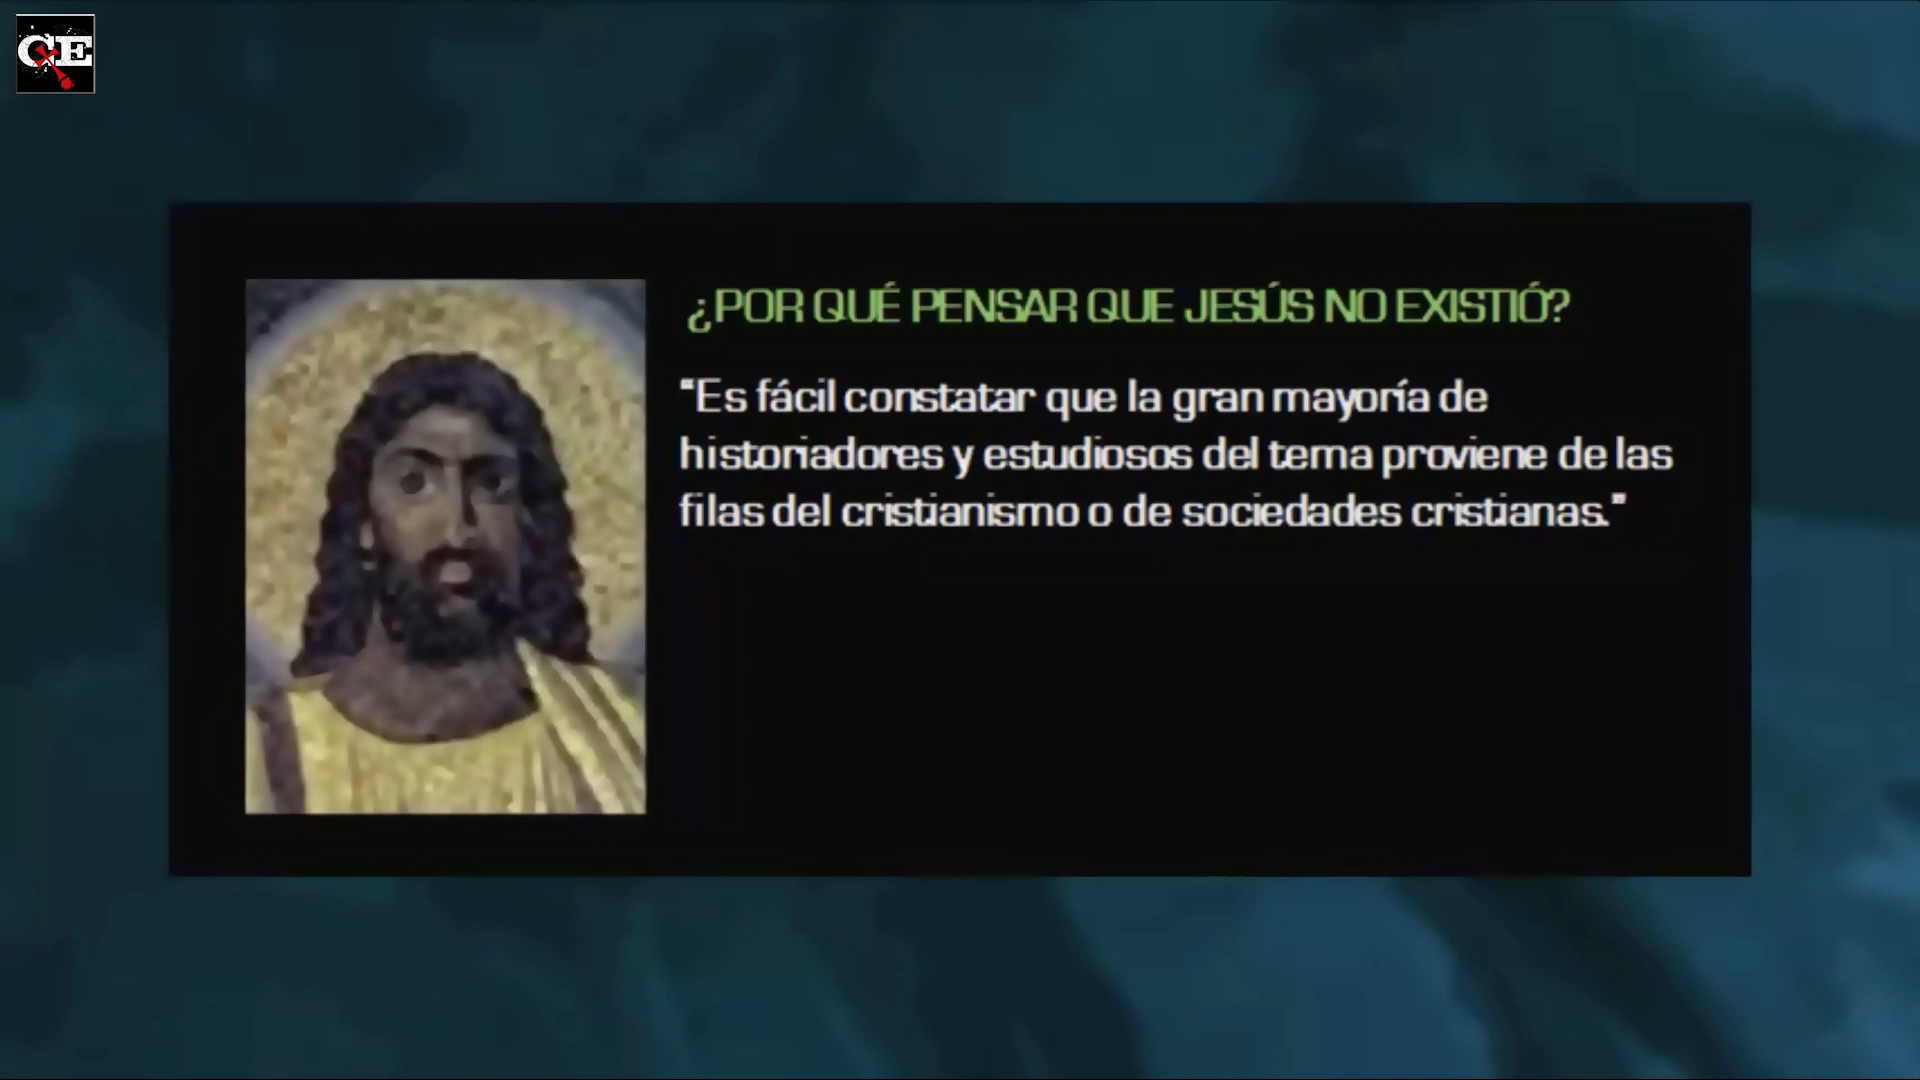 CE
¿POR QUÉ PENSAR QUE JESÚS NO EXISTIÓ?
"Es fácil constatar que la gran mayoría de
historiadores y estudiosos del tema proviene de las
filas del cristianismo o de sociedades cristianas."